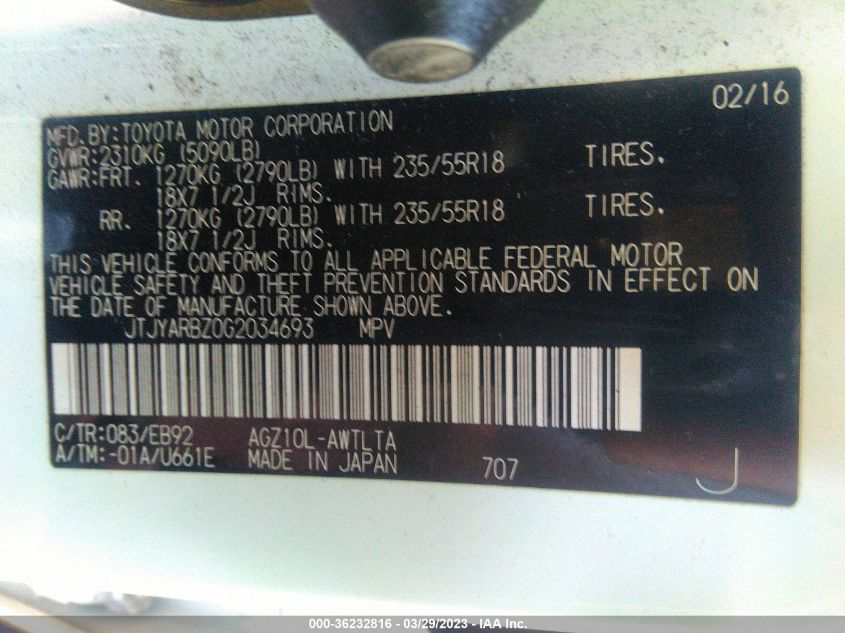 02/16
MFD.BY:TOYOTA MOTOR CORPORATION
GVWR:2310KG (5090LB)
GAWR:FRT. 1270KG (2790LB) WITH 235/55R18 TIRES.
18X7 1/2J RIMS.
RR. 1270KG (2790LB) WITH 235/55R18 TIRES.
18X7 1/2J RIMS.
THIS VEHICLE CONFORMS TO ALL APPLICABLE FEDERAL MOTOR
VEHICLE SAFETY AND THEFT PREVENTION STANDARDS IN EFFECT ON
THE DATE OF MANUFACTURE SHOWN ABOVE.
JTJYARBZ0G2034693 MPV
C/TR:083/EB92 AGZ10L-AWTLTA
A/TM:-01A/U661E MADE IN JAPAN 707
J
000-36232816 - 03/29/2023 - IAA Inc.